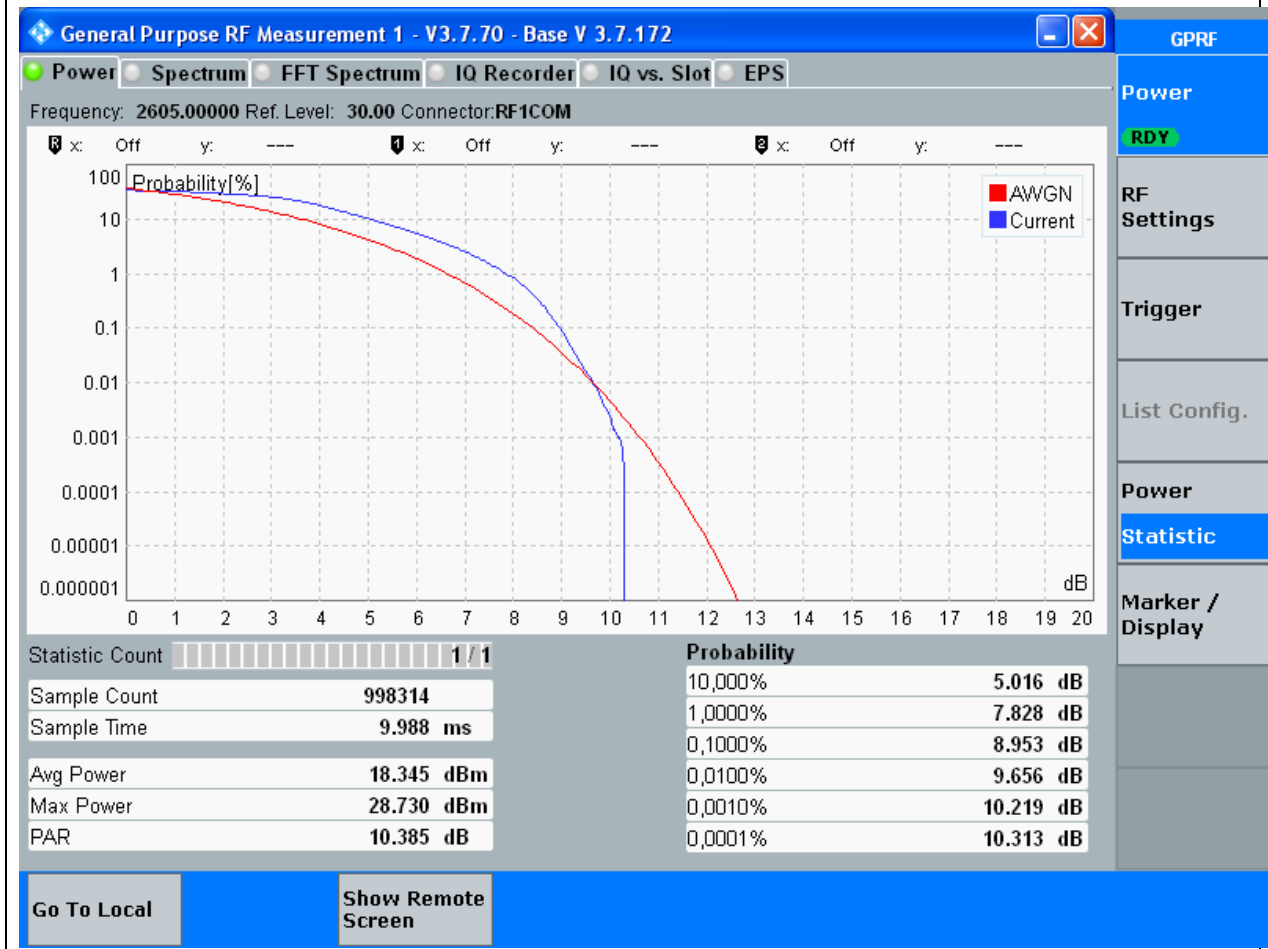 General Purpose RF Measurement 1 - V3.7.70 - Base V 3.7.172
Power Spectrum FFT Spectrum IQ Recorder IQ vs. Slot EPS
Frequency: 2605.00000 Ref. Level: 30.00 Connector:RF1COM
R x: Off y: --- 1 x: Off y: --- 2 x: Off y: ---
Probability[%]
100
10
1
0.1
0.01
0.001
0.0001
0.00001
0.000001
AWGN
Current
dB
0 1 2 3 4 5 6 7 8 9 10 11 12 13 14 15 16 17 18 19 20
Statistic Count 1 / 1
Sample Count 998314
Sample Time 9.988 ms
Avg Power 18.345 dBm
Max Power 28.730 dBm
PAR 10.385 dB
Probability
10,000% 5.016 dB
1,0000% 7.828 dB
0,1000% 8.953 dB
0,0100% 9.656 dB
0,0010% 10.219 dB
0,0001% 10.313 dB
GPRF
Power
RDY
RF
Settings
Trigger
List Config.
Power
Statistic
Marker /
Display
Go To Local
Show Remote
Screen